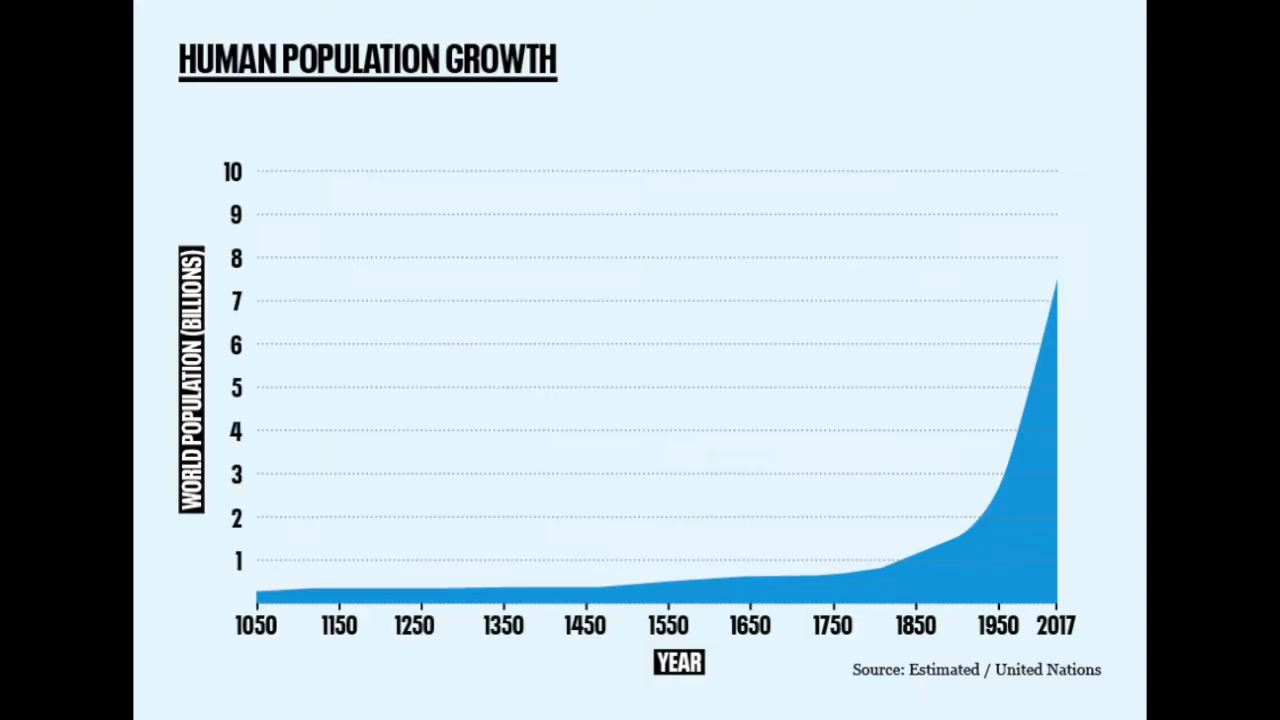 HUMAN POPULATION GROWTH
10
9
8
7
6
5
4
3
2
1
WORLD POPULATION (BILLIONS)
1050 1150 1250 1350 1450 1550 1650 1750 1850 1950 2017
YEAR
Source: Estimated / United Nations